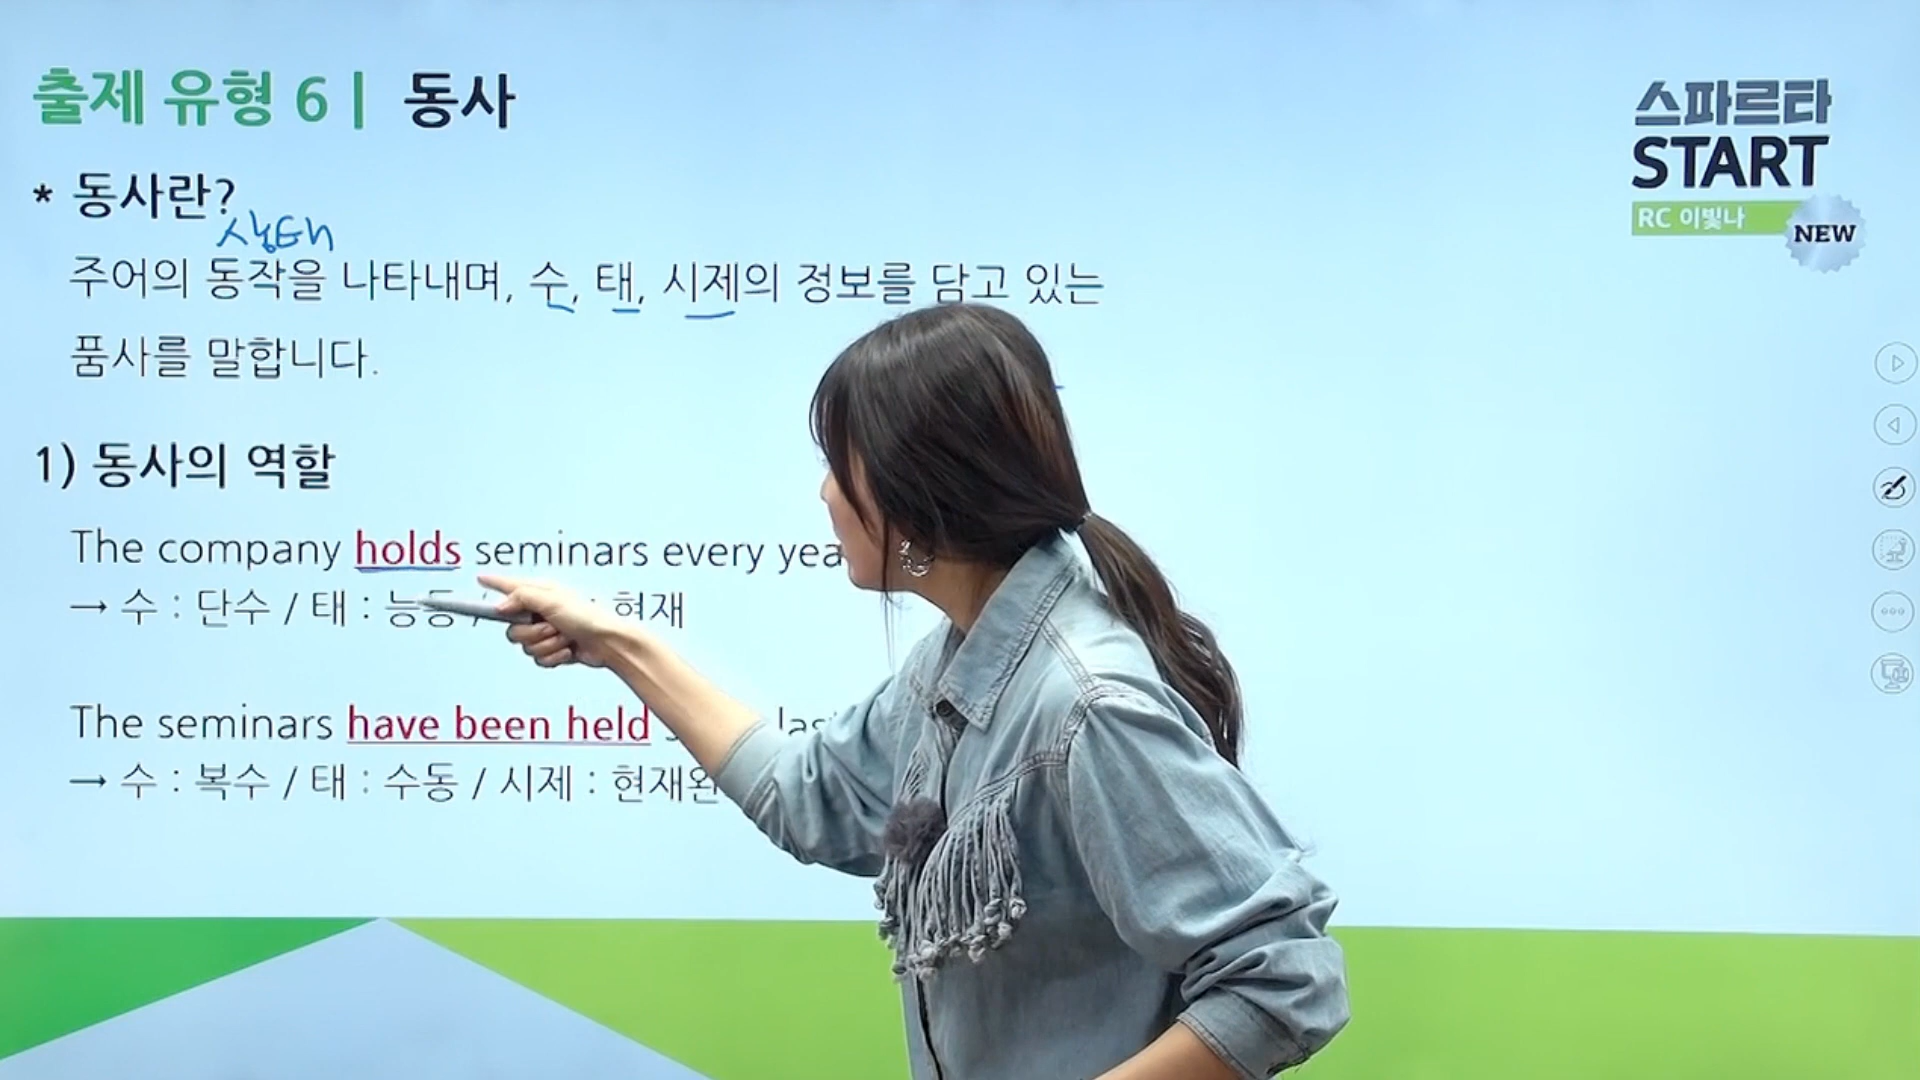 출제 유형 6 | 동사
스파르타
START
RC 이빛나
NEW
* 동사란?
상태
주어의 동작을 나타내며, 수, 태, 시제의 정보를 담고 있는
품사를 말합니다.
1) 동사의 역할
The company holds seminars every yea
→ 수 : 단수 / 태 : 능동 / : 현재
The seminars have been held las
→ 수 : 복수 / 태 : 수동 / 시제 : 현재완